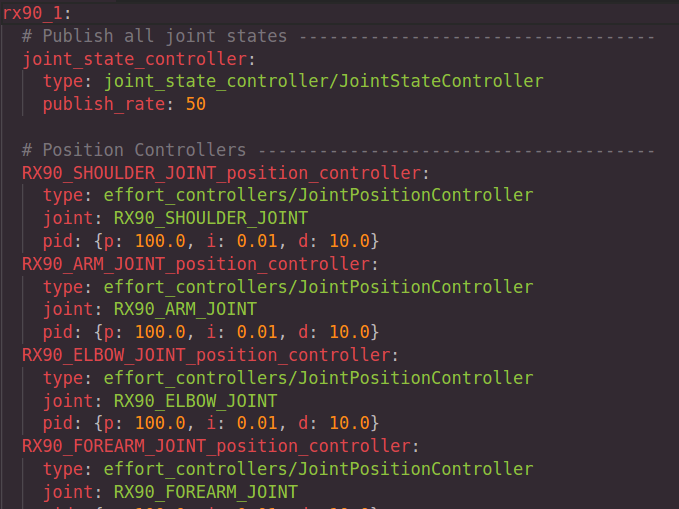 rx90_1:
# Publish all joint states -----------------------------------
joint_state_controller:
type: joint_state_controller/JointStateController
publish_rate: 50
# Position Controllers ---------------------------------------
RX90_SHOULDER_JOINT_position_controller:
type: effort_controllers/JointPositionController
joint: RX90_SHOULDER_JOINT
pid: {p: 100.0, i: 0.01, d: 10.0}
RX90_ARM_JOINT_position_controller:
type: effort_controllers/JointPositionController
joint: RX90_ARM_JOINT
pid: {p: 100.0, i: 0.01, d: 10.0}
RX90_ELBOW_JOINT_position_controller:
type: effort_controllers/JointPositionController
joint: RX90_ELBOW_JOINT
pid: {p: 100.0, i: 0.01, d: 10.0}
RX90_FOREARM_JOINT_position_controller:
type: effort_controllers/JointPositionController
joint: RX90_FOREARM_JOINT